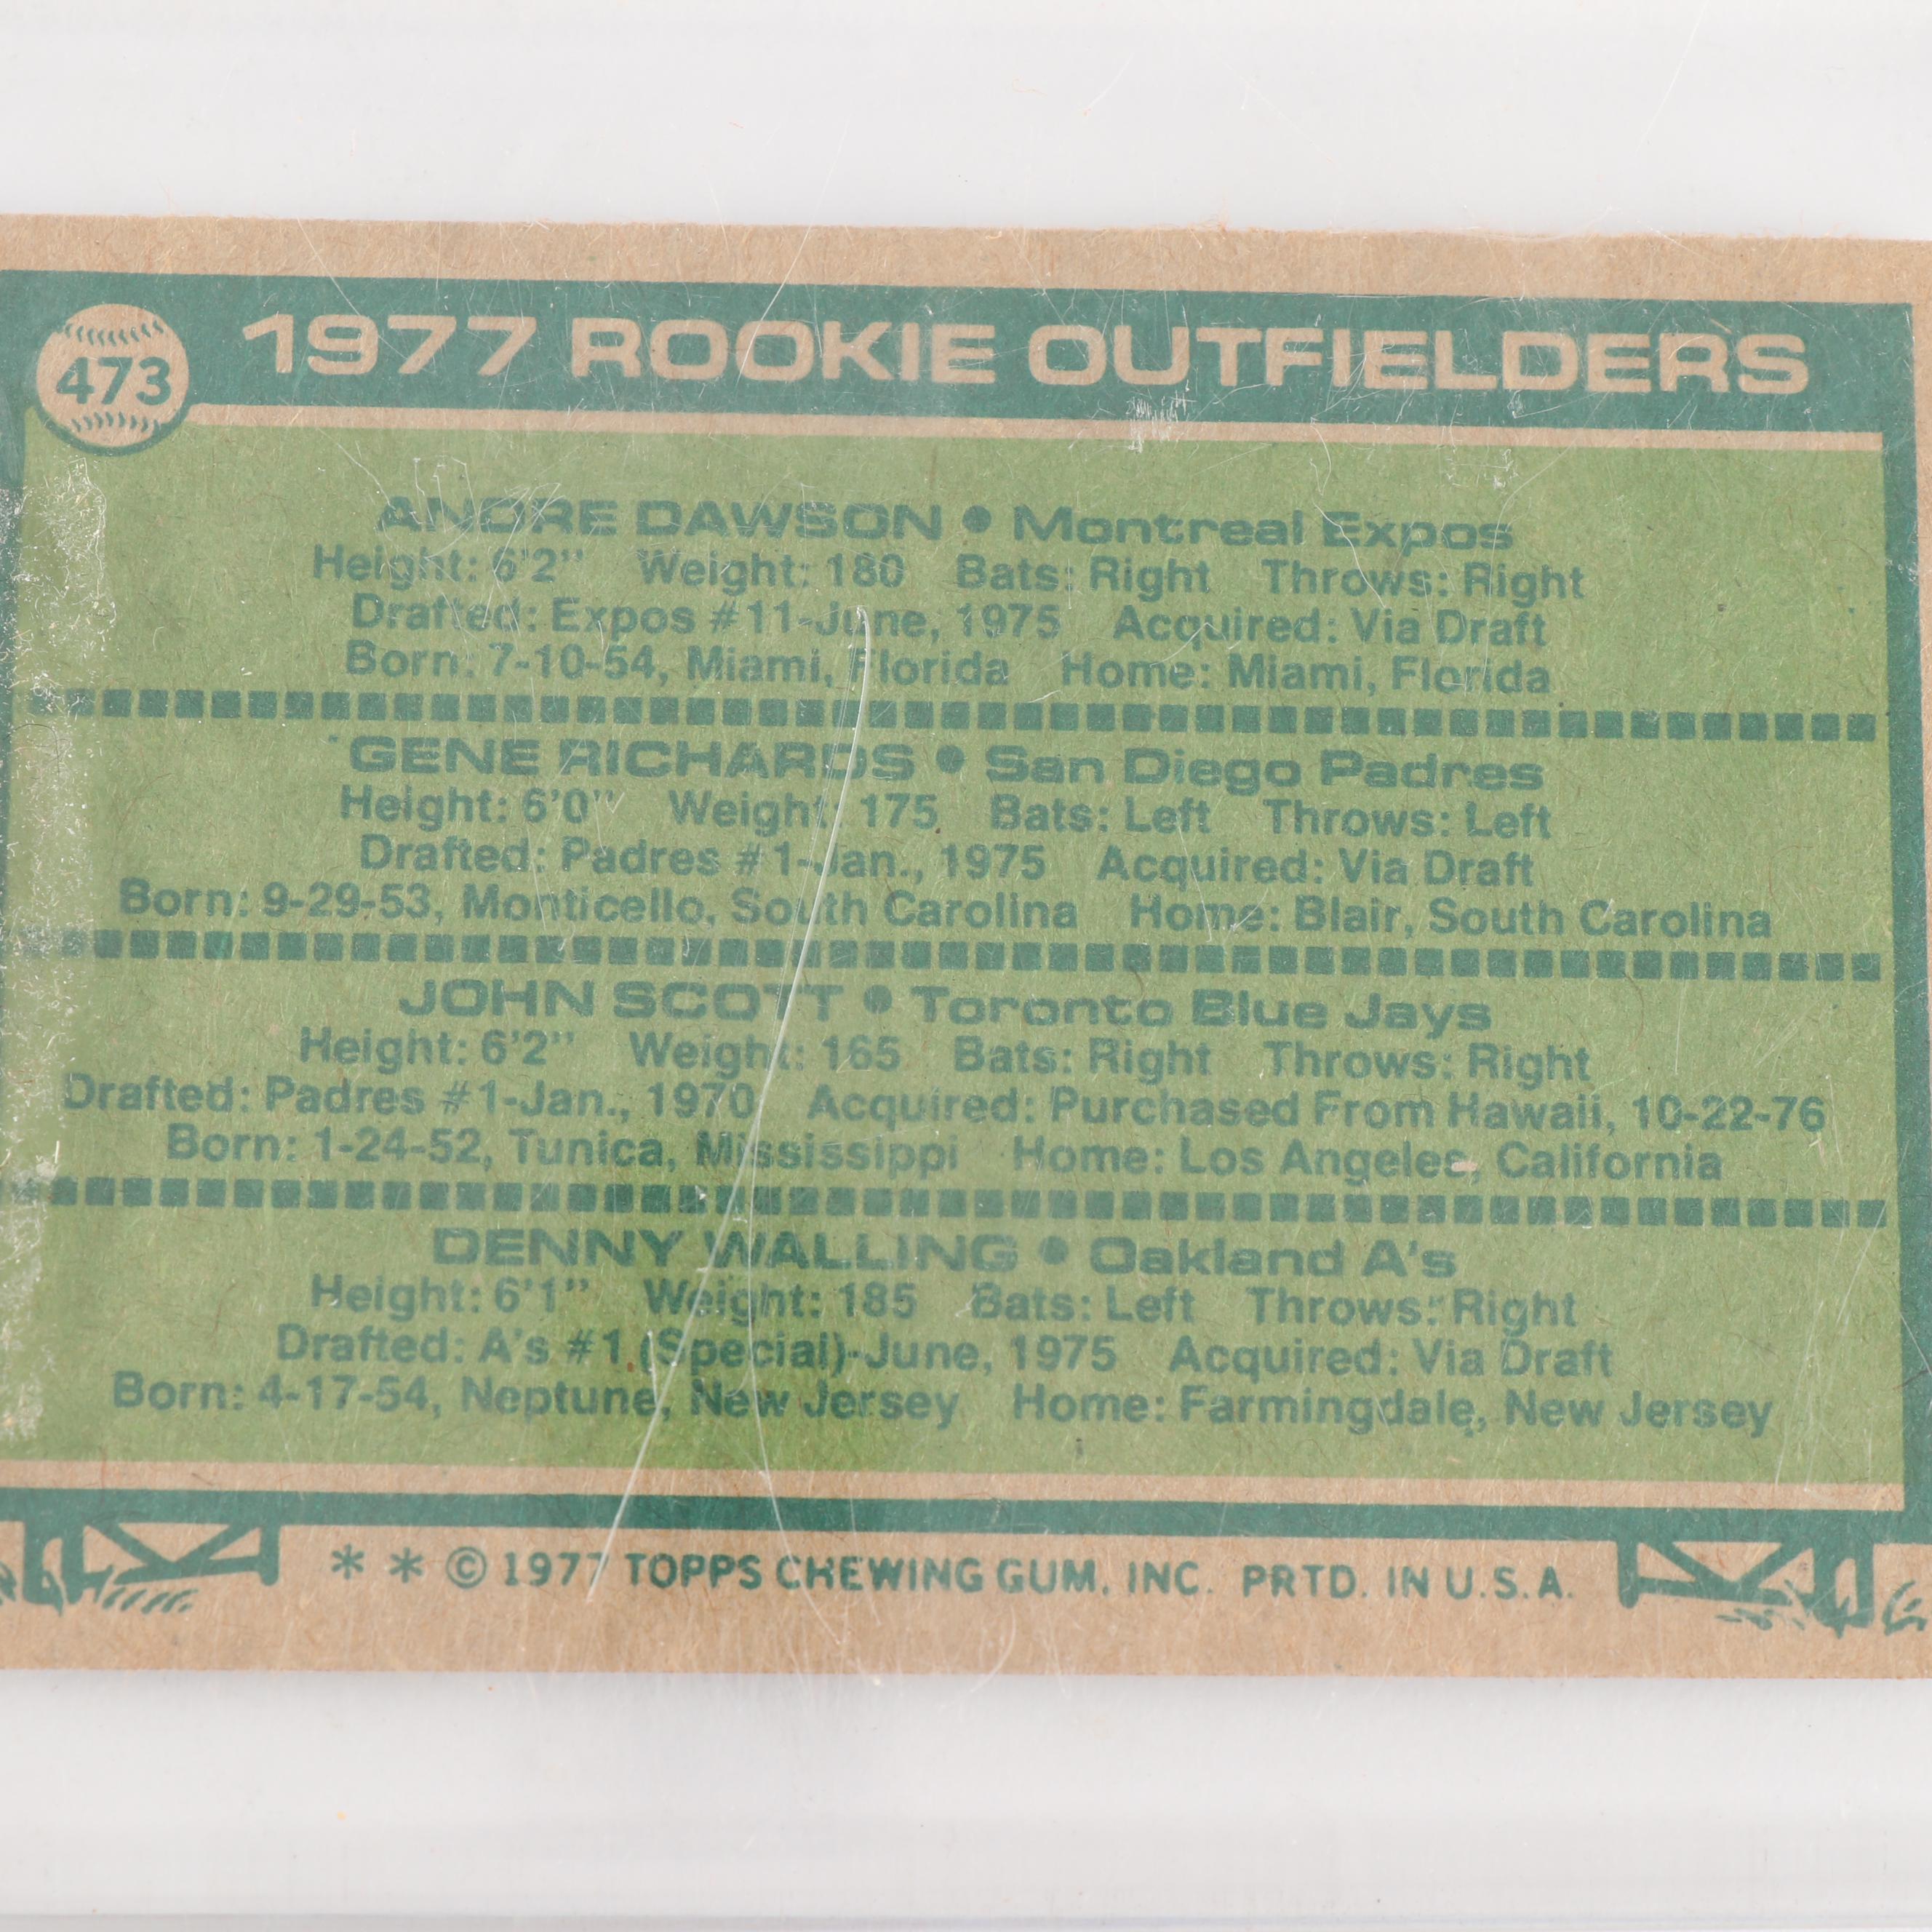 473
1977 ROOKIE OUTFIELDERS
ANDRE DAWSON • Montreal Expos
Height: 6'2" Weight: 180 Bats: Right Throws: Right
Drafted: Expos #11-June, 1975 Acquired: Via Draft
Born: 7-10-54, Miami, Florida Home: Miami, Florida
GENE RICHARDS • San Diego Padres
Height: 6'0" Weight: 175 Bats: Left Throws: Left
Drafted: Padres #1-Jan., 1975 Acquired: Via Draft
Born: 9-29-53, Monticello, South Carolina Home: Blair, South Carolina
JOHN SCOTT • Toronto Blue Jays
Height: 6'2" Weight: 165 Bats: Right Throws: Right
Drafted: Padres #1-Jan., 1970 Acquired: Purchased From Hawaii, 10-22-76
Born: 1-24-52, Tunica, Mississippi Home: Los Angeles, California
DENNY WALLING • Oakland A's
Height: 6'1" Weight: 185 Bats: Left Throws: Right
Drafted: A's #1 (Special)-June, 1975 Acquired: Via Draft
Born: 4-17-54, Neptune, New Jersey Home: Farmingdale, New Jersey
* * © 1977 TOPPS CHEWING GUM, INC. PRTD. IN U.S.A.